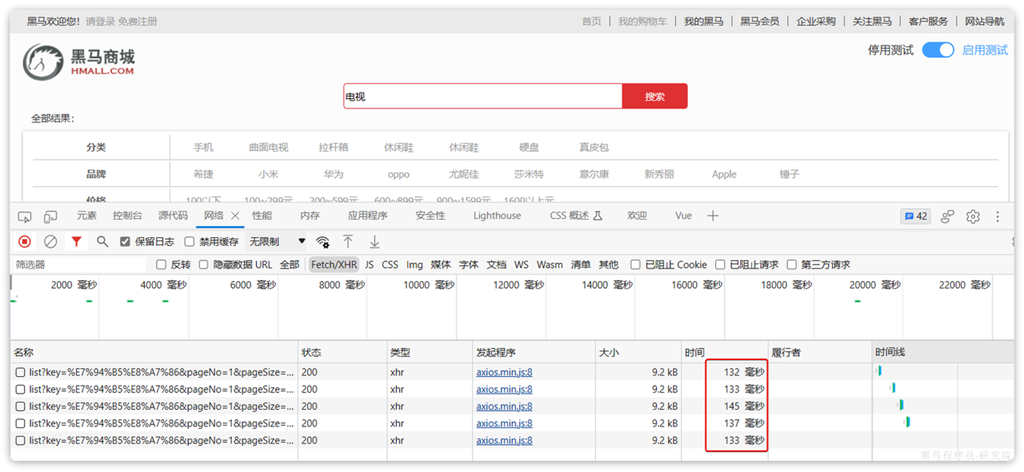 黑马欢迎您! 请登录 免费注册 首页 我的购物车 我的黑马 黑马会员 企业采购 关注黑马 客户服务 网站导航
黑马商城
HMALL.COM
停用测试 启用测试
电视 搜索
全部结果:
分类 手机 曲面电视 拉杆箱 休闲鞋 休闲鞋 硬盘 真皮包
品牌 希捷 小米 华为 oppo 尤妮佳 莎米特 意尔康 新秀丽 Apple 锤子
价格 100以下 100~299元 300~599元 600~899元 900~1599元 1600以上元
元素 控制台 源代码 网络 性能 内存 应用程序 安全性 Lighthouse CSS 概述 欢迎 Vue 42
保留日志 禁用缓存 无限制
筛选器 反转 隐藏数据 URL 全部 Fetch/XHR JS CSS Img 媒体 字体 文档 WS Wasm 清单 其他 已阻止 Cookie 已阻止请求 第三方请求
2000 毫秒 4000 毫秒 6000 毫秒 8000 毫秒 10000 毫秒 12000 毫秒 14000 毫秒 16000 毫秒 18000 毫秒 20000 毫秒 22000 毫秒
名称 状态 类型 发起程序 大小 时间 履行者 时间线
list?key=%E7%94%B5%E8%A7%86&pageNo=1&pageSize=... 200 xhr axios.min.js:8 9.2 kB 132 毫秒
list?key=%E7%94%B5%E8%A7%86&pageNo=1&pageSize=... 200 xhr axios.min.js:8 9.2 kB 133 毫秒
list?key=%E7%94%B5%E8%A7%86&pageNo=1&pageSize=... 200 xhr axios.min.js:8 9.2 kB 145 毫秒
list?key=%E7%94%B5%E8%A7%86&pageNo=1&pageSize=... 200 xhr axios.min.js:8 9.2 kB 137 毫秒
list?key=%E7%94%B5%E8%A7%86&pageNo=1&pageSize=... 200 xhr axios.min.js:8 9.2 kB 133 毫秒
黑马程序员-研究院